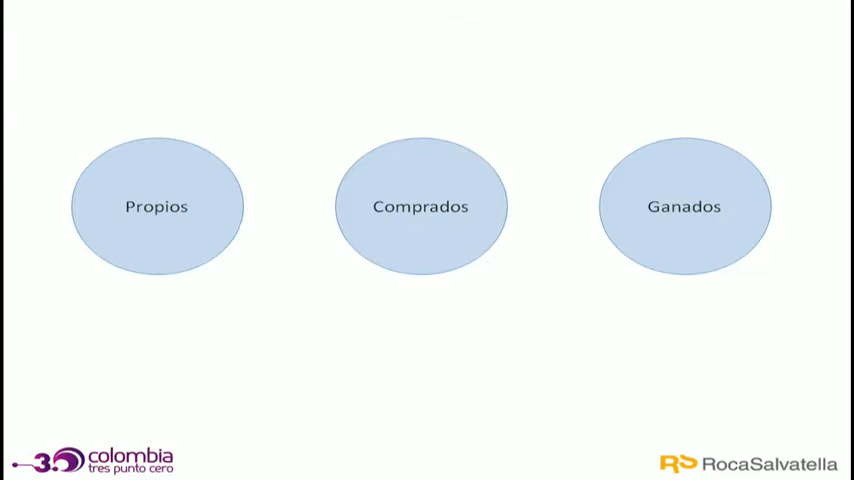 Propios
Comprados
Ganados
3.0 colombia
tres punto cero
RS RocaSalvatella